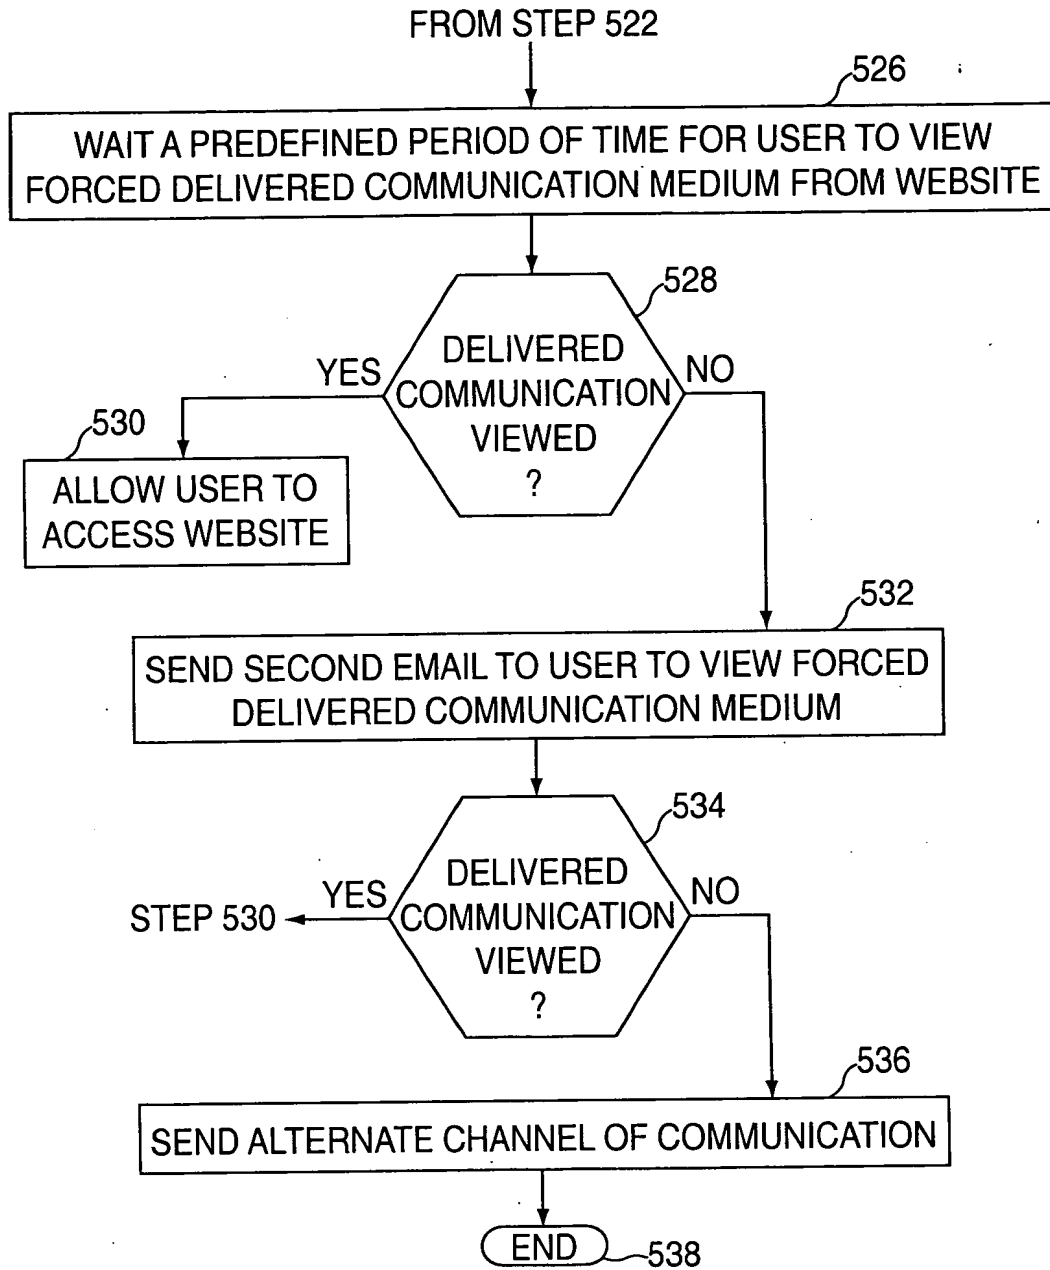 FROM STEP 522
526
WAIT A PREDEFINED PERIOD OF TIME FOR USER TO VIEW
FORCED DELIVERED COMMUNICATION MEDIUM FROM WEBSITE
528
DELIVERED
COMMUNICATION
VIEWED
?
YES
NO
530
ALLOW USER TO
ACCESS WEBSITE
532
SEND SECOND EMAIL TO USER TO VIEW FORCED
DELIVERED COMMUNICATION MEDIUM
534
DELIVERED
COMMUNICATION
VIEWED
?
YES
NO
STEP 530
536
SEND ALTERNATE CHANNEL OF COMMUNICATION
END
538